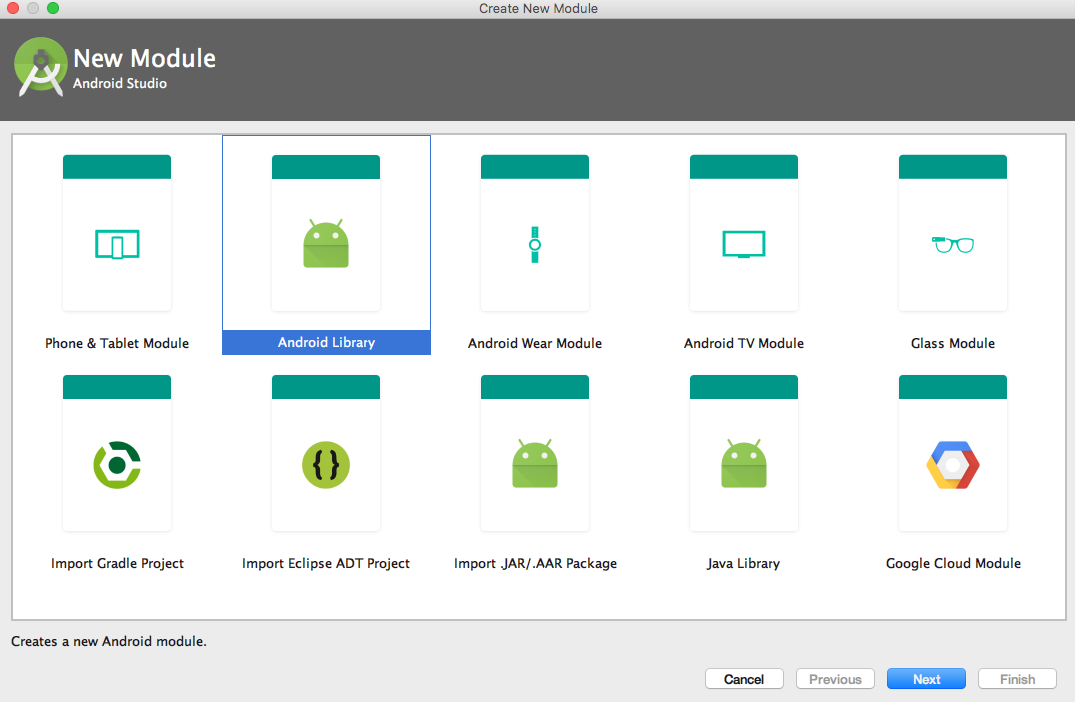 Create New Module
New Module
Android Studio
Phone & Tablet Module
Android Library
Android Wear Module
Android TV Module
Glass Module
{}
Import Gradle Project
Import Eclipse ADT Project
Import .JAR/.AAR Package
Java Library
Google Cloud Module
Creates a new Android module.
Cancel
Previous
Next
Finish